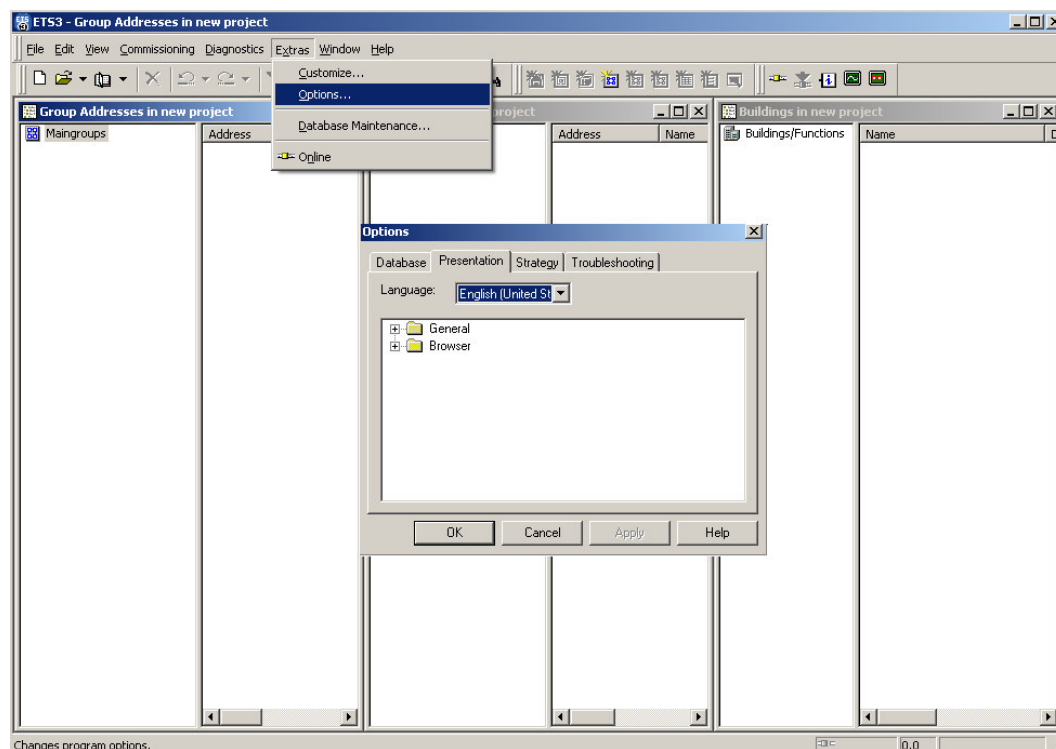 ETS3 - Group Addresses in new project
File Edit View Commissioning Diagnostics Extras Window Help
Customize...
Options...
Database Maintenance...
Online
Group Addresses in new project
project
Buildings in new project
Maingroups
Address
Address
Name
Buildings/Functions
Name
D
Options
Database Presentation Strategy Troubleshooting
Language: English (United St
General
Browser
OK Cancel Apply Help
Changes program options.
0.0